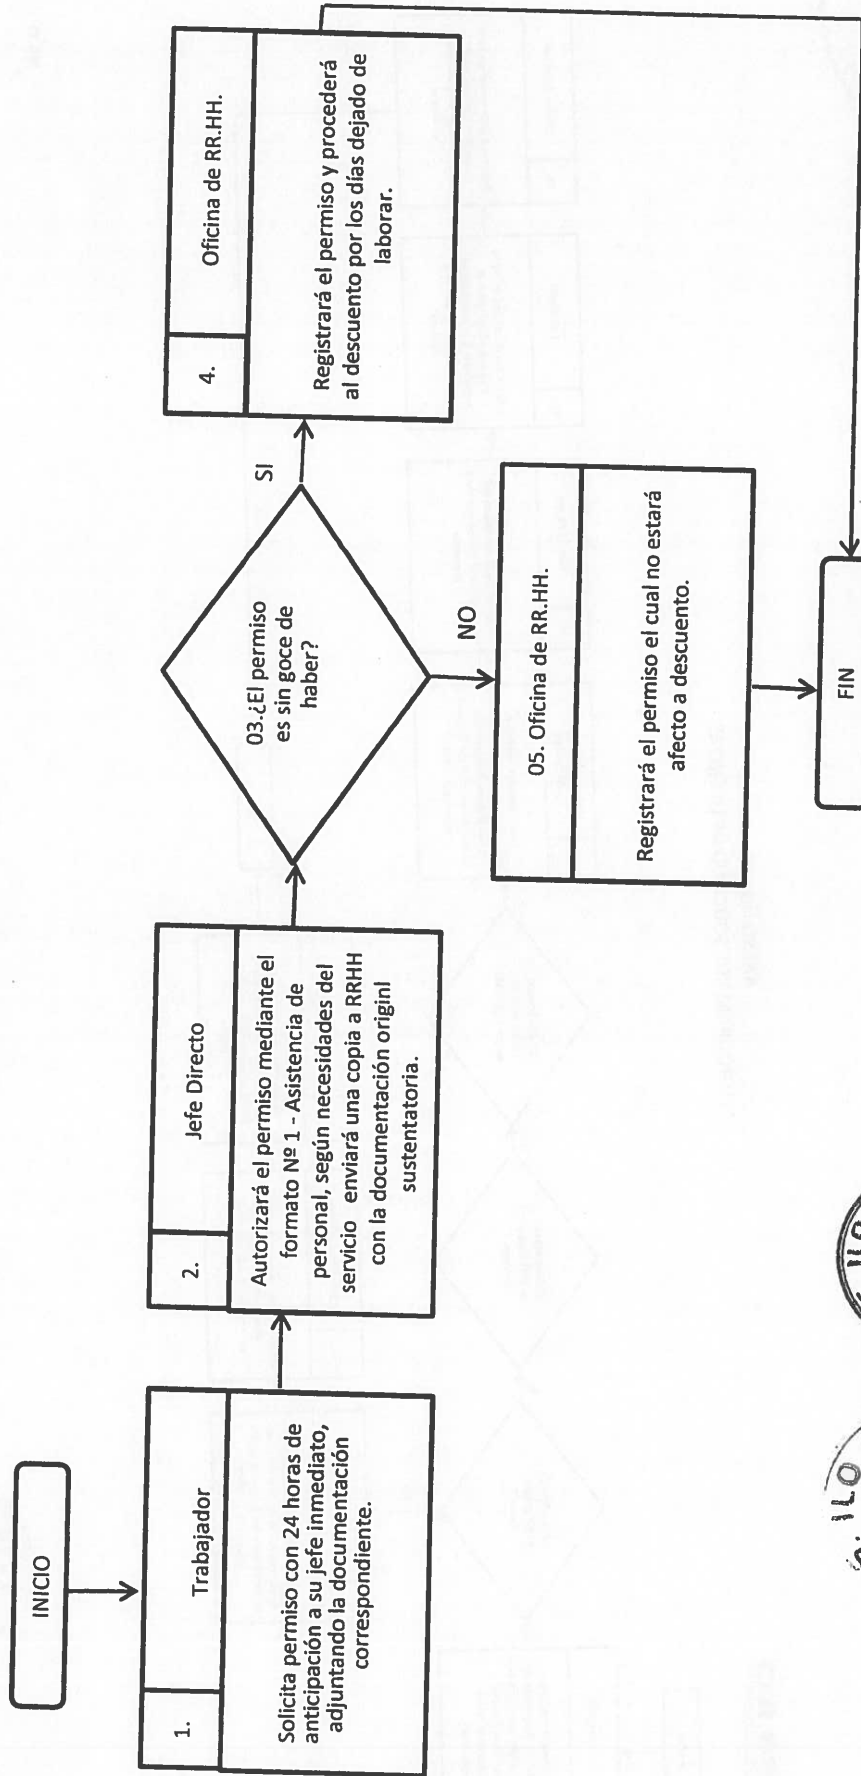 INICIO
1.
Trabajador
Solicita permiso con 24 horas de
anticipación a su jefe inmediato,
adjuntando la documentación
correspondiente.
2.
Jefe Directo
Autorizará el permiso mediante el
formato Nº 1 - Asistencia de
personal, según necesidades del
servicio enviará una copia a RRHH
con la documentación originl
sustentatoria.
03.¿El permiso
es sin goce de
haber?
SI
4.
Oficina de RR.HH.
Registrará el permiso y procederá
al descuento por los días dejado de
laborar.
NO
05. Oficina de RR.HH.
Registrará el permiso el cual no estará
afecto a descuento.
FIN
ILO